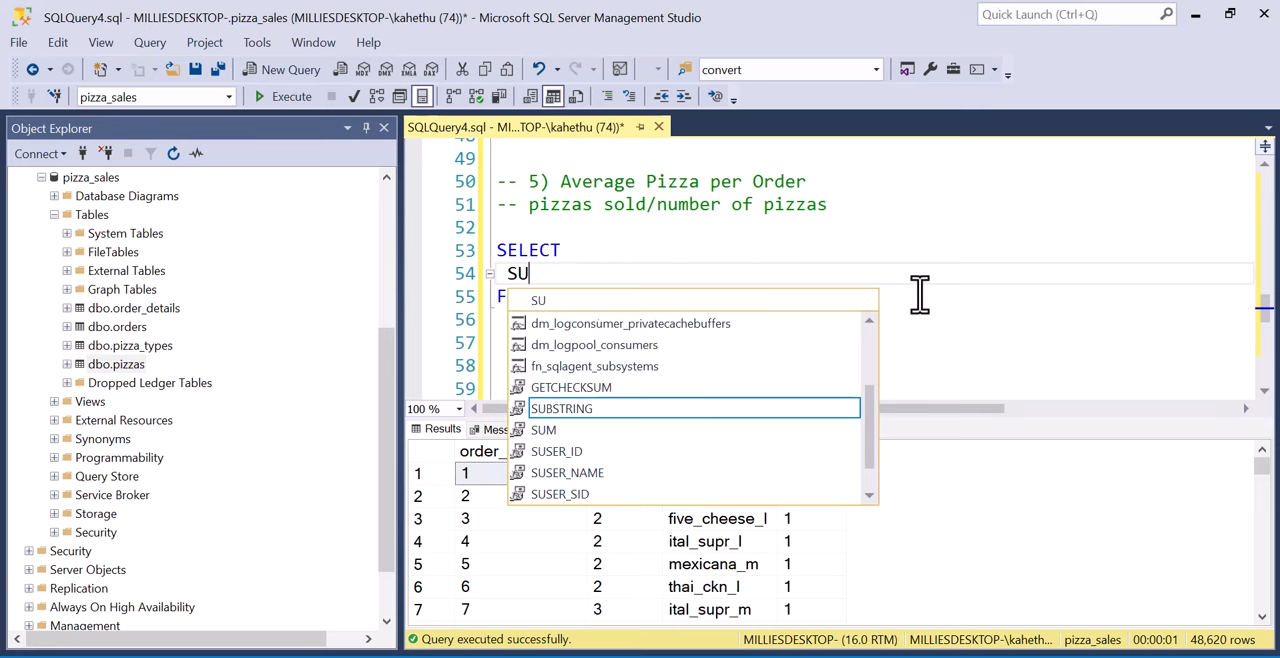 SQLQuery4.sql - MILLIESDESKTOP-.pizza_sales (MILLIESDESKTOP-\kahethu (74))* - Microsoft SQL Server Management Studio
Quick Launch (Ctrl+Q)
File Edit View Query Project Tools Window Help
New Query MDX DMX XMLA DAX convert
pizza_sales Execute
Object Explorer
SQLQuery4.sql - MI...TOP-\kahethu (74))*
Connect
pizza_sales
Database Diagrams
Tables
System Tables
FileTables
External Tables
Graph Tables
dbo.order_details
dbo.orders
dbo.pizza_types
dbo.pizzas
Dropped Ledger Tables
Views
External Resources
Synonyms
Programmability
Query Store
Service Broker
Storage
Security
Security
Server Objects
Replication
Always On High Availability
Management
49
50 -- 5) Average Pizza per Order
51 -- pizzas sold/number of pizzas
52
53 SELECT
54 SU
55 F
56
57
58
59
SU
dm_logconsumer_privatecachebuffers
dm_logpool_consumers
fn_sqlagent_subsystems
GETCHECKSUM
SUBSTRING
SUM
SUSER_ID
SUSER_NAME
SUSER_SID
100 %
Results Mess
order_
1 1
2 2
3 3 2 five_cheese_l 1
4 4 2 ital_supr_l 1
5 5 2 mexicana_m 1
6 6 2 thai_ckn_l 1
7 7 3 ital_supr_m 1
Query executed successfully. MILLIESDESKTOP- (16.0 RTM) MILLIESDESKTOP-\kaheth... pizza_sales 00:00:01 48,620 rows